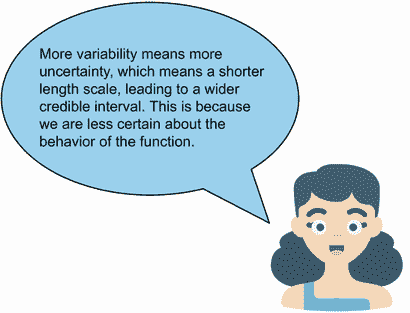 More variability means more
uncertainty, which means a shorter
length scale, leading to a wider
credible interval. This is because
we are less certain about the
behavior of the function.